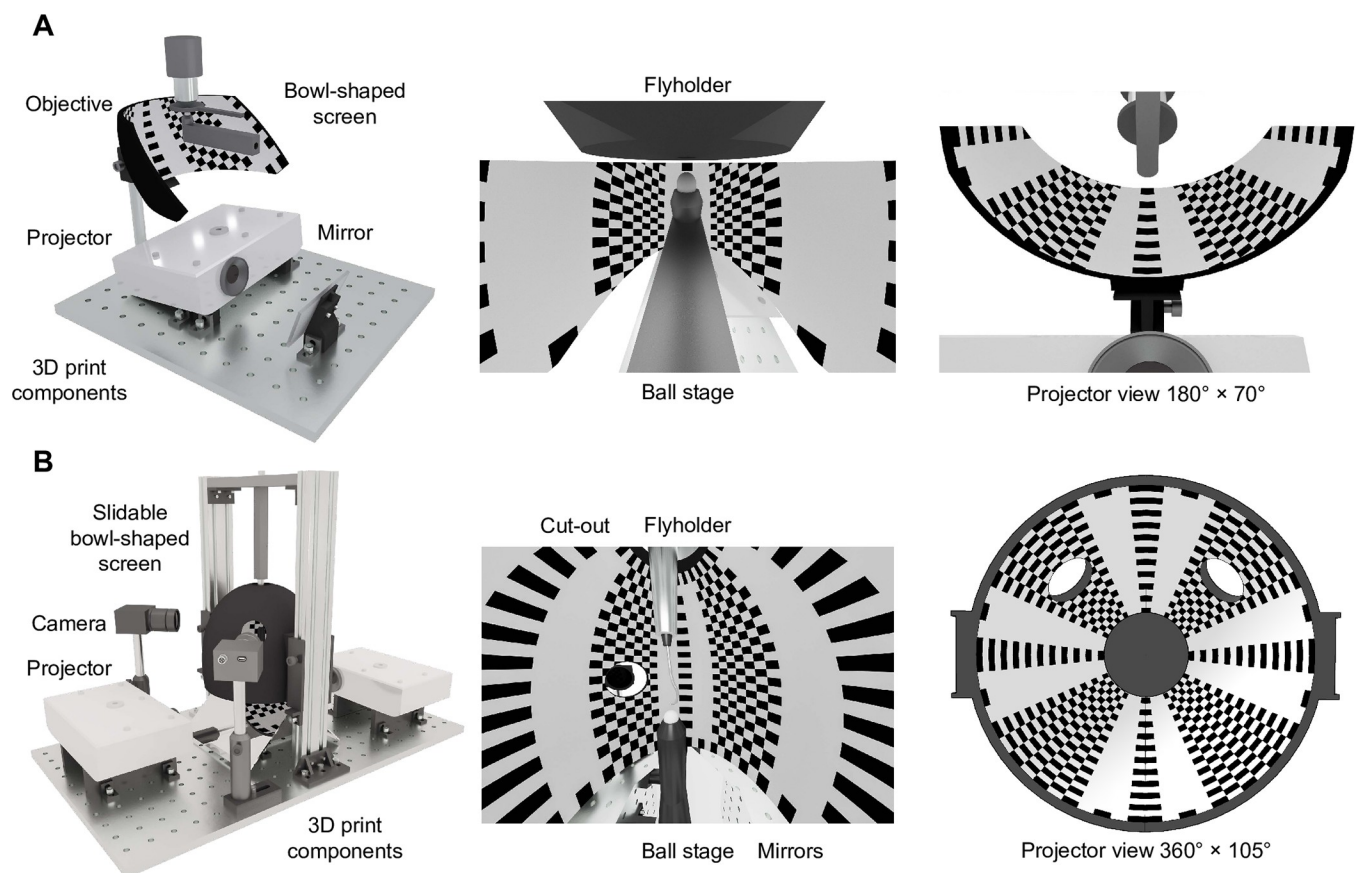 A
Objective
Bowl-shaped
screen
Projector
Mirror
3D print
components
Flyholder
Ball stage
Projector view 180° × 70°
B
Slidable
bowl-shaped
screen
Camera
Projector
3D print
components
Cut-out
Flyholder
Ball stage
Mirrors
Projector view 360° × 105°